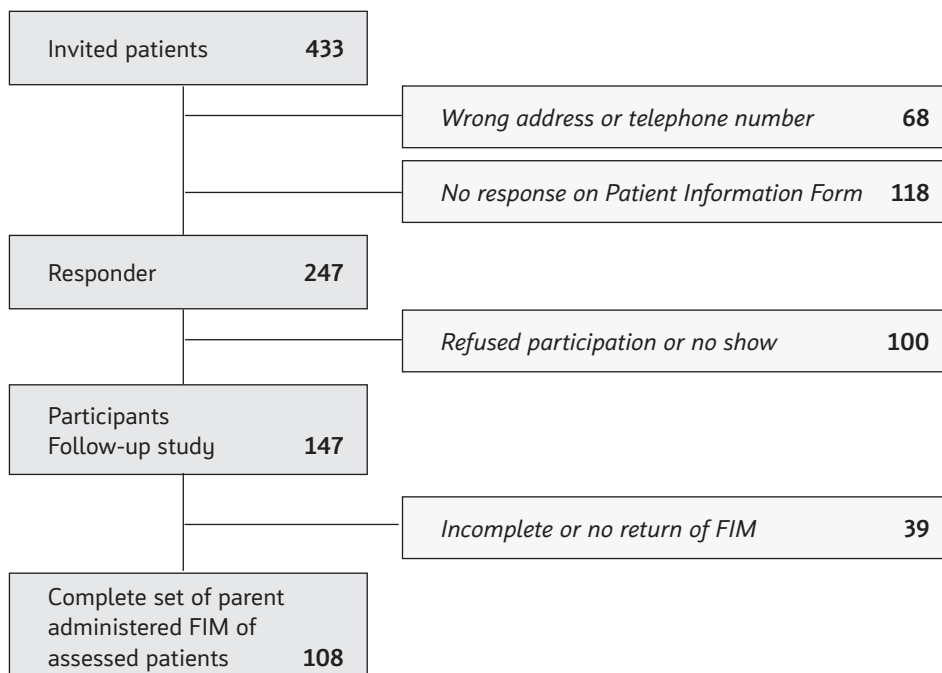 Invited patients 433
Wrong address or telephone number 68
No response on Patient Information Form 118
Responder 247
Refused participation or no show 100
Participants
Follow-up study 147
Incomplete or no return of FIM 39
Complete set of parent
administered FIM of
assessed patients 108